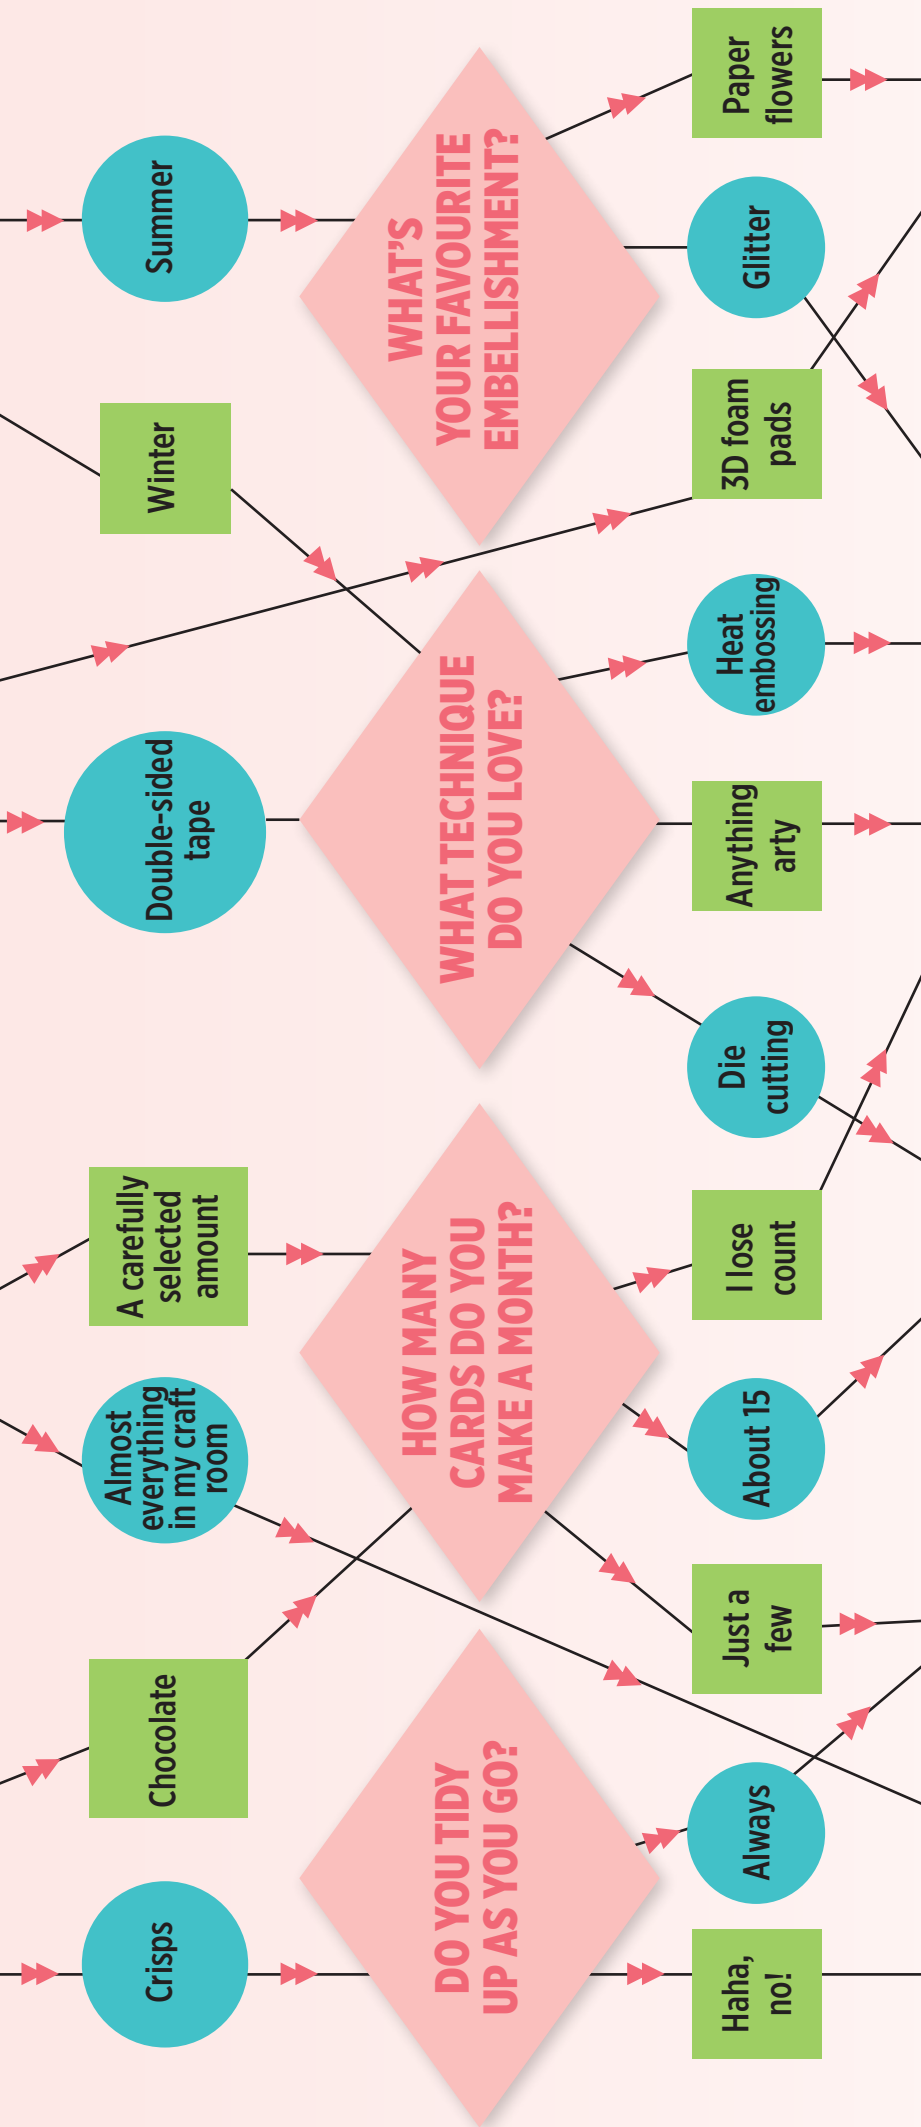 Crisps
Chocolate
Almost
everything
in my craft
room
A carefully
selected
amount
Double-sided
tape
Winter
Summer
DO YOU TIDY
UP AS YOU GO?
HOW MANY
CARDS DO YOU
MAKE A MONTH?
WHAT TECHNIQUE
DO YOU LOVE?
WHAT'S
YOUR FAVOURITE
EMBELLISHMENT?
Haha,
no!
Always
Just a
few
About 15
I lose
count
Die
cutting
Anything
arty
Heat
embossing
3D foam
pads
Glitter
Paper
flowers